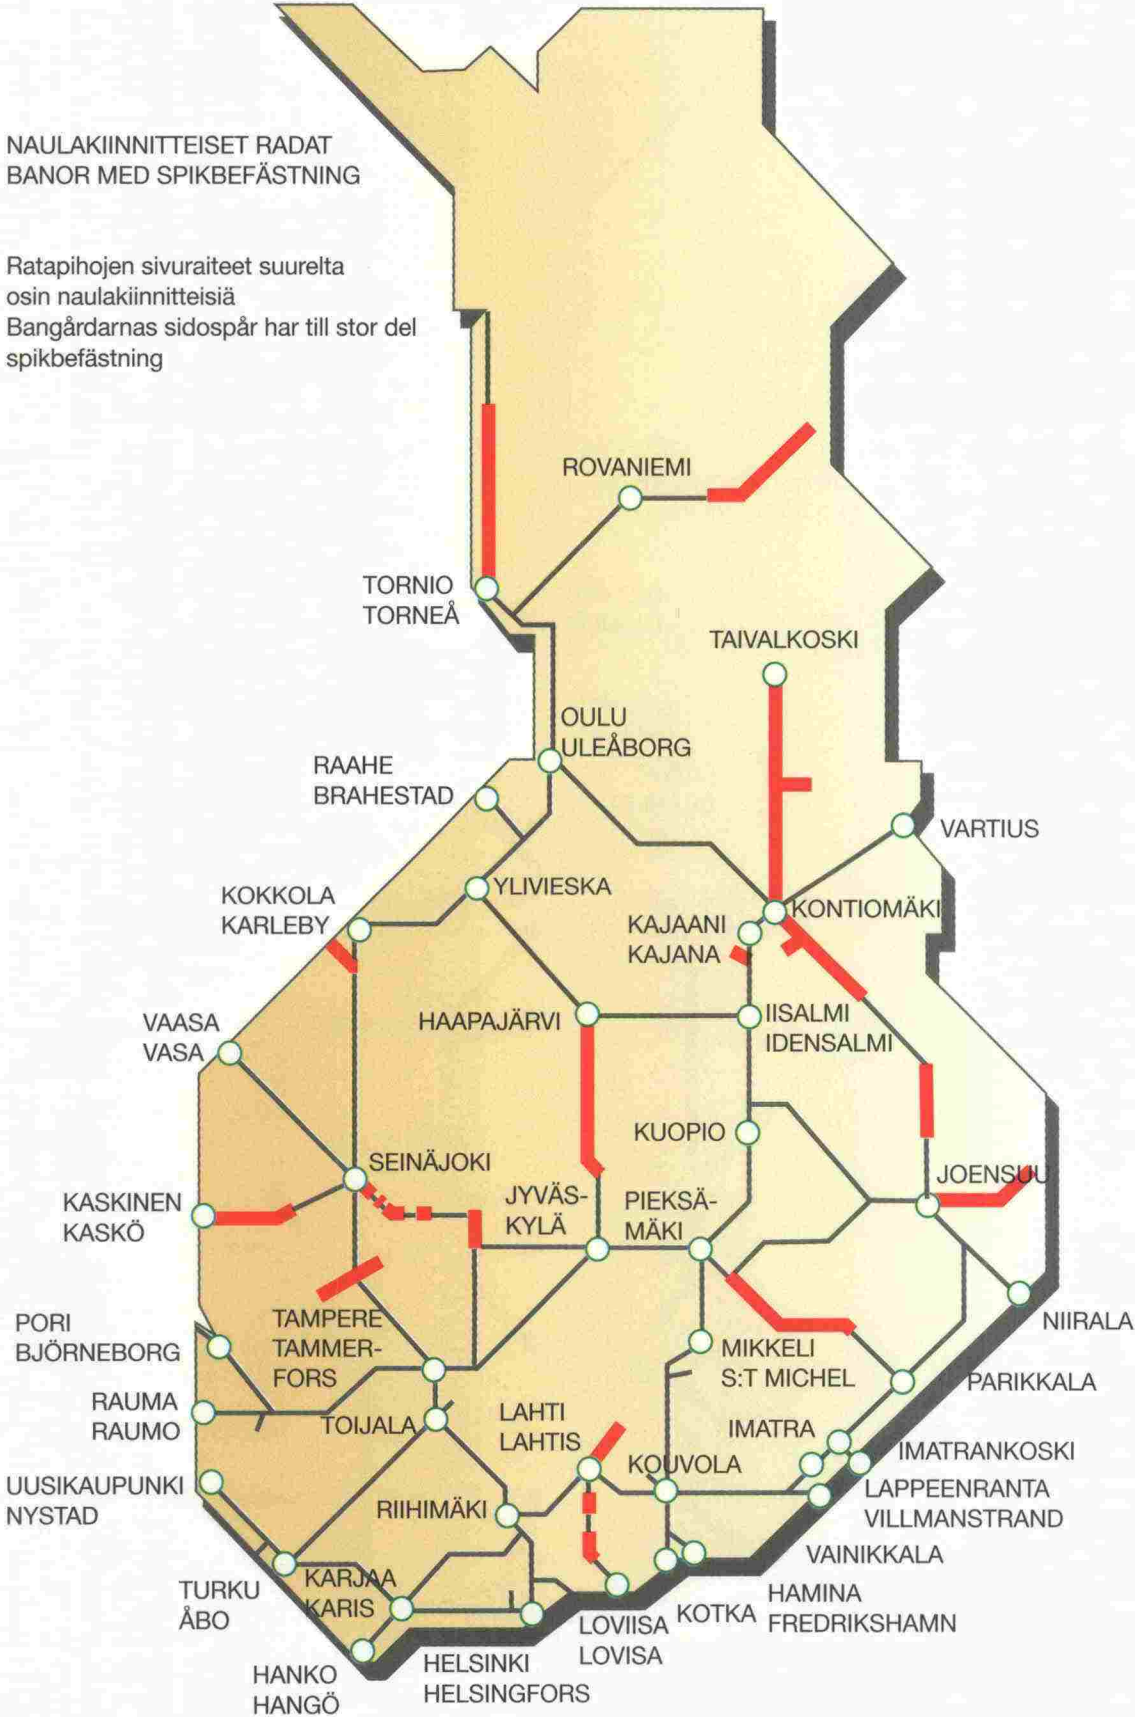 NAULAKIINNITTEISET RADAT
BANOR MED SPIKBEFÄSTNING
Ratapihojen sivuraiteet suurelta
osin naulakiinnitteisiä
Bangårdarnas sidospår har till stor del
spikbefästning
ROVANIEMI
TORNIO
TORNEÅ
TAIVALKOSKI
OULU
ULEÅBORG
RAAHE
BRAHESTAD
VARTIUS
YLIVIESKA
KOKKOLA
KARLEBY
KONTIOMÄKI
KAJAANI
KAJANA
HAAPAJÄRVI
IISALMI
IDENSALMI
VAASA
VASA
KUOPIO
SEINÄJOKI
JOENSUU
KASKINEN
KASKÖ
JYVÄS-
KYLÄ
PIEKSÄ-
MÄKI
PORI
BJÖRNEBORG
TAMPERE
TAMMER-
FORS
NIIRALA
MIKKELI
S:T MICHEL
PARIKKALA
RAUMA
RAUMO
TOIJALA
LAHTI
LAHTIS
IMATRA
IMATRANKOSKI
KOUVOLA
UUSIKAUPUNKI
NYSTAD
RIIHIMÄKI
LAPPEENRANTA
VILLMANSTRAND
VAINIKKALA
TURKU
ÅBO
KARJAA
KARIS
HAMINA
FREDRIKSHAMN
KOTKA
LOVIISA
LOVISA
HELSINKI
HELSINGFORS
HANKO
HANGÖ